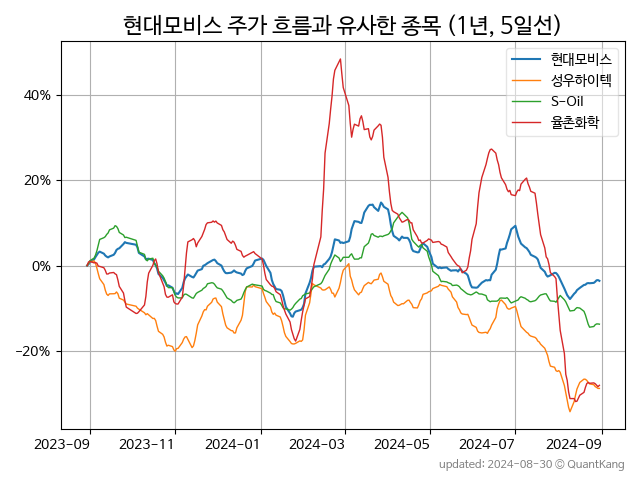 현대모비스 주가 흐름과 유사한 종목 (1년, 5일선)
현대모비스
성우하이텍
S-Oil
율촌화학
40%
20%
0%
−20%
2023-09 2023-11 2024-01 2024-03 2024-05 2024-07 2024-09
updated: 2024-08-30 © QuantKang